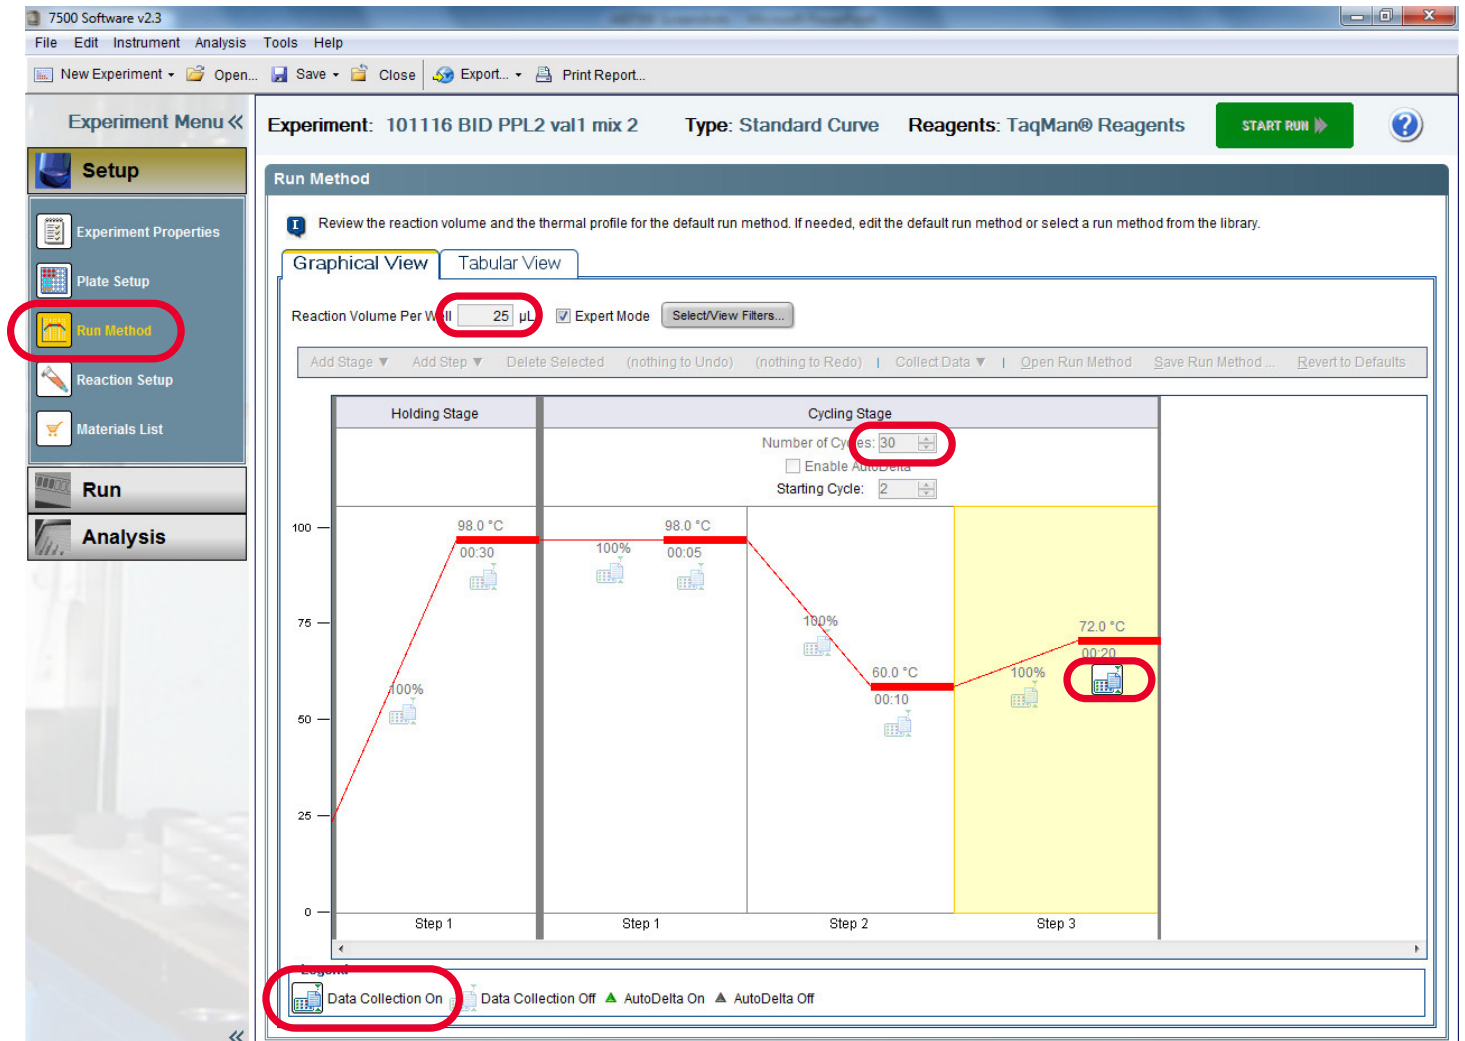 7500 Software v2.3
File Edit Instrument Analysis Tools Help
New Experiment Open... Save Close Export... Print Report...
Experiment Menu «
Experiment: 101116 BID PPL2 val1 mix 2 Type: Standard Curve Reagents: TaqMan® Reagents START RUN
Setup
Run Method
Review the reaction volume and the thermal profile for the default run method. If needed, edit the default run method or select a run method from the library.
Experiment Properties
Plate Setup
Run Method
Reaction Setup
Materials List
Run
Analysis
Graphical View Tabular View
Reaction Volume Per Well 25 µL Expert Mode Select/View Filters...
Add Stage ▼ Add Step ▼ Delete Selected (nothing to Undo) (nothing to Redo) | Collect Data ▼ | Open Run Method Save Run Method ... Revert to Defaults
Holding Stage Cycling Stage
Number of Cycles: 30
Enable AutoDelta
Starting Cycle: 2
100 98.0 °C 98.0 °C
00:30 100% 00:05
75 100% 72.0 °C
00:20
60.0 °C 100%
100% 00:10
50
25
0
Step 1 Step 1 Step 2 Step 3
Legend
Data Collection On Data Collection Off AutoDelta On AutoDelta Off
«